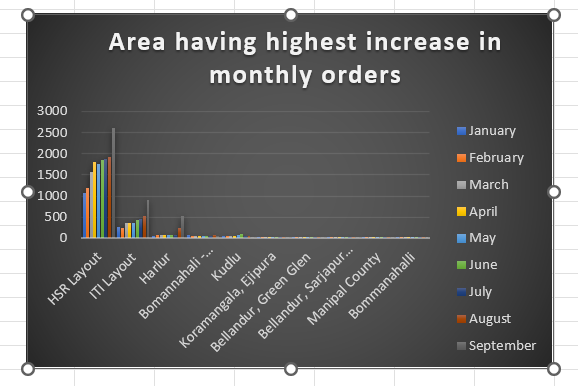 Area having highest increase in
monthly orders
3000
2500
2000
1500
1000
500
0
HSR Layout
ITI Layout
Harlur
Bomannahali -...
Kudlu
Koramangala, Ejipura
Bellandur, Green Glen
Bellandur, Sarjapur...
Manipal County
Bommanahalli
January
February
March
April
May
June
July
August
September